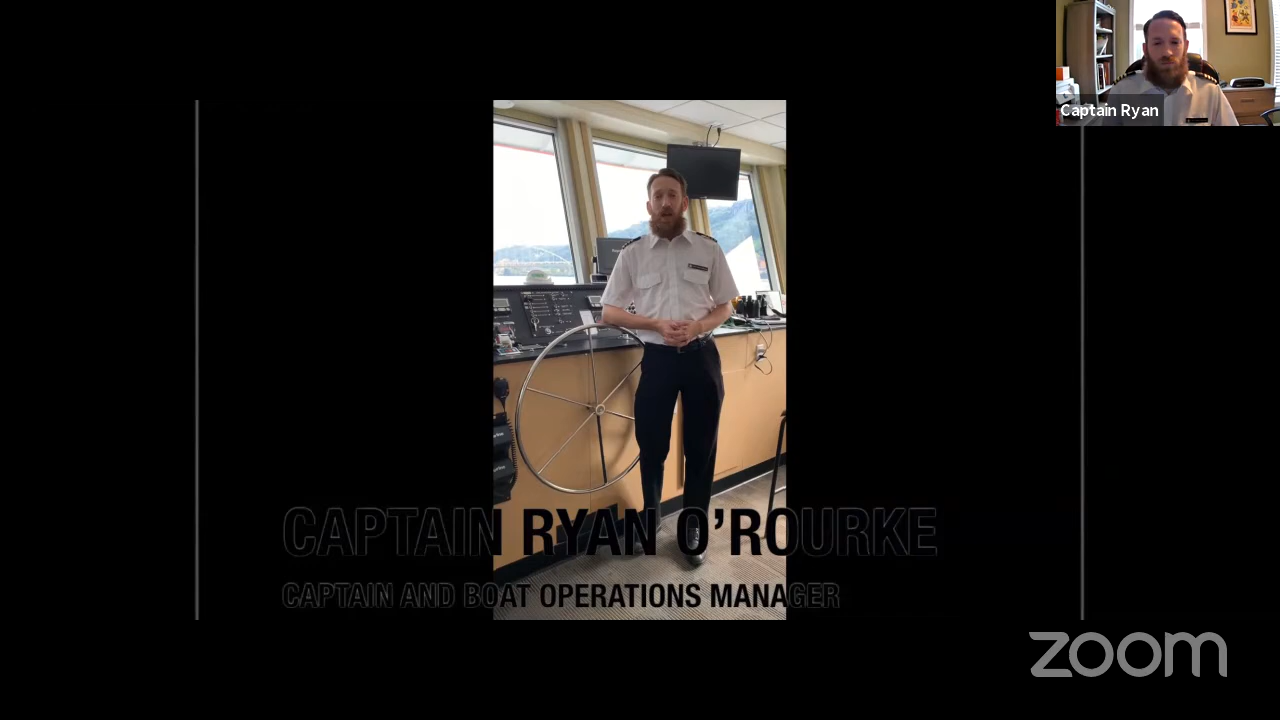 Captain Ryan
CAPTAIN RYAN O'ROURKE
CAPTAIN AND BOAT OPERATIONS MANAGER
zoom